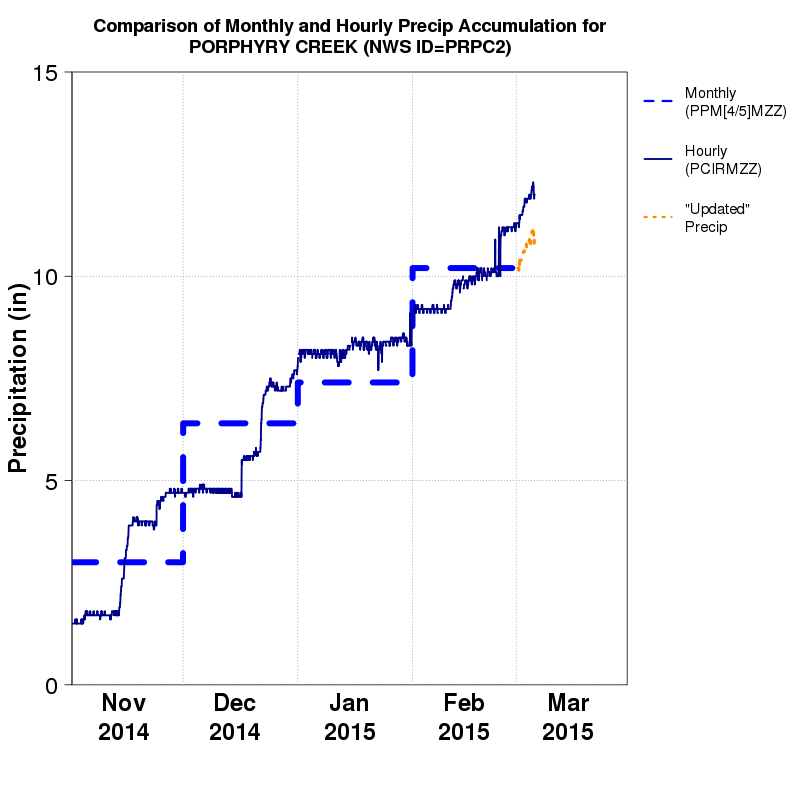 Comparison of Monthly and Hourly Precip Accumulation for
PORPHYRY CREEK (NWS ID=PRPC2)
15
10
5
0
Precipitation (in)
Nov
2014
Dec
2014
Jan
2015
Feb
2015
Mar
2015
Monthly
(PPM[4/5]MZZ)
Hourly
(PCIRMZZ)
"Updated"
Precip